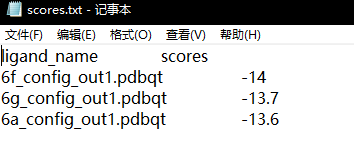 scores.txt - 记事本
文件(F) 编辑(E) 格式(O) 查看(V) 帮助(H)
ligand_name scores
6f_config_out1.pdbqt -14
6g_config_out1.pdbqt -13.7
6a_config_out1.pdbqt -13.6